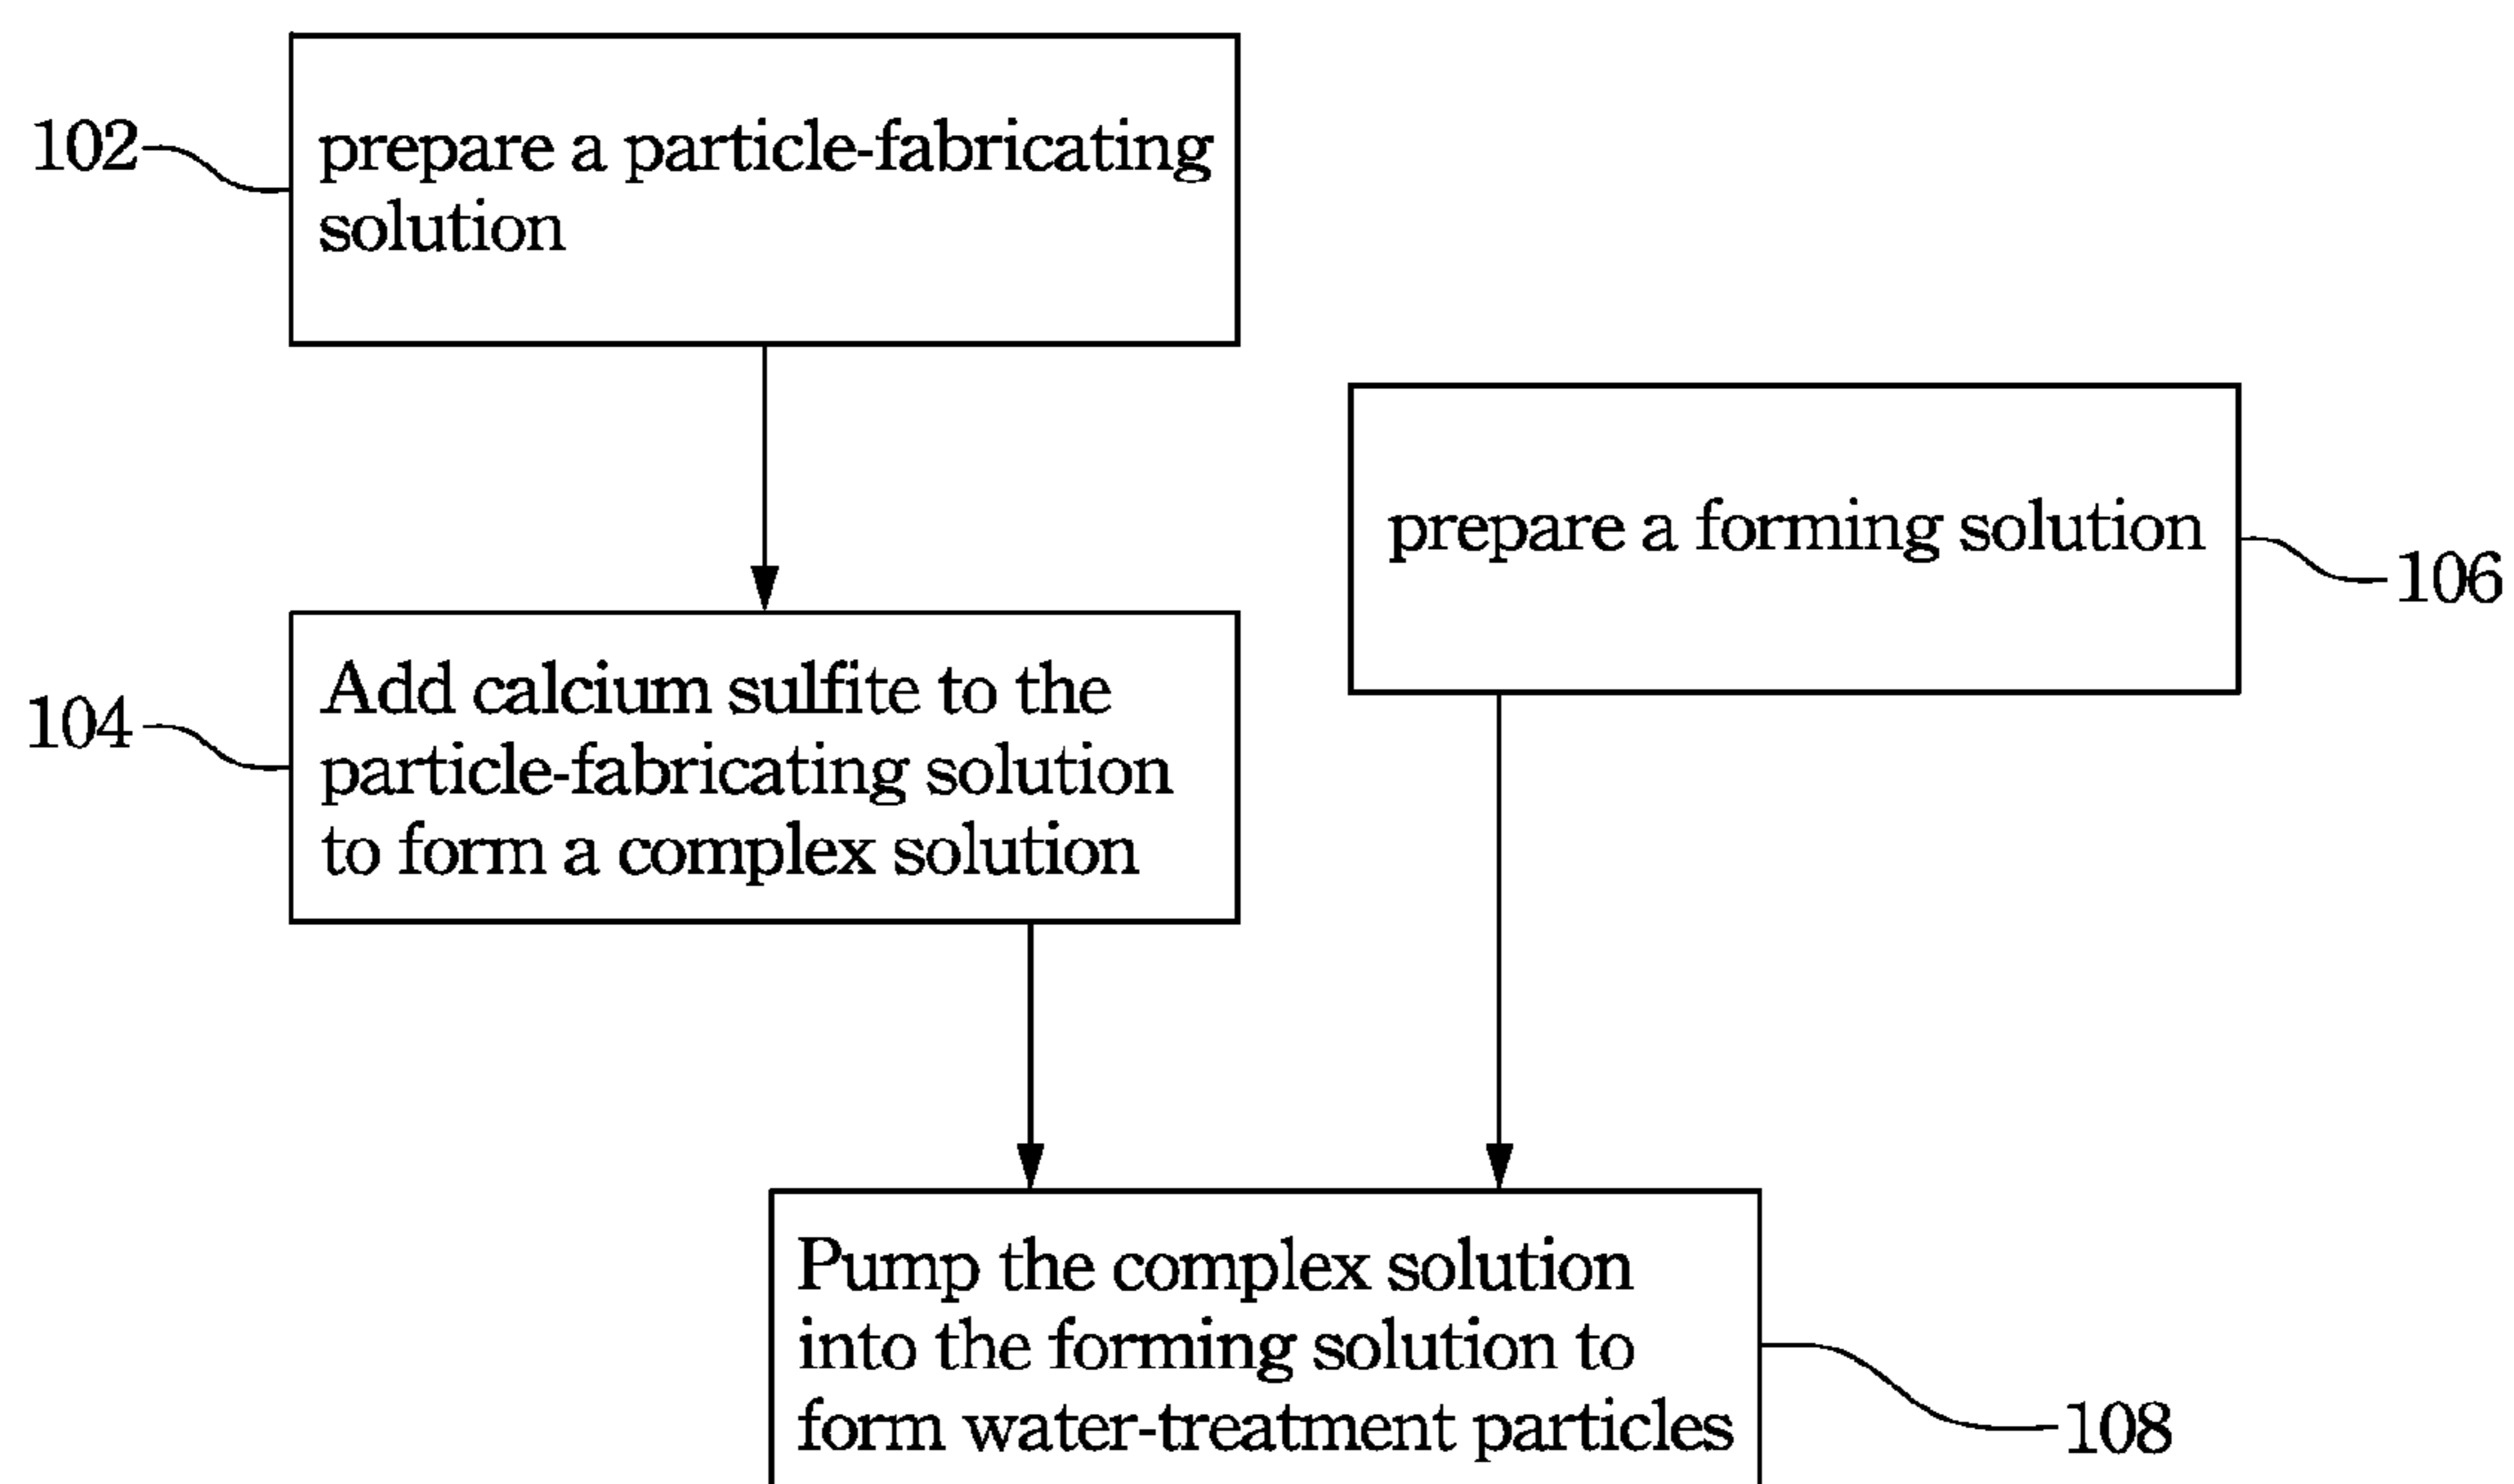 102
prepare a particle-fabricating
solution
prepare a forming solution
106
104
Add calcium sulfite to the
particle-fabricating solution
to form a complex solution
Pump the complex solution
into the forming solution to
form water-treatment particles
108